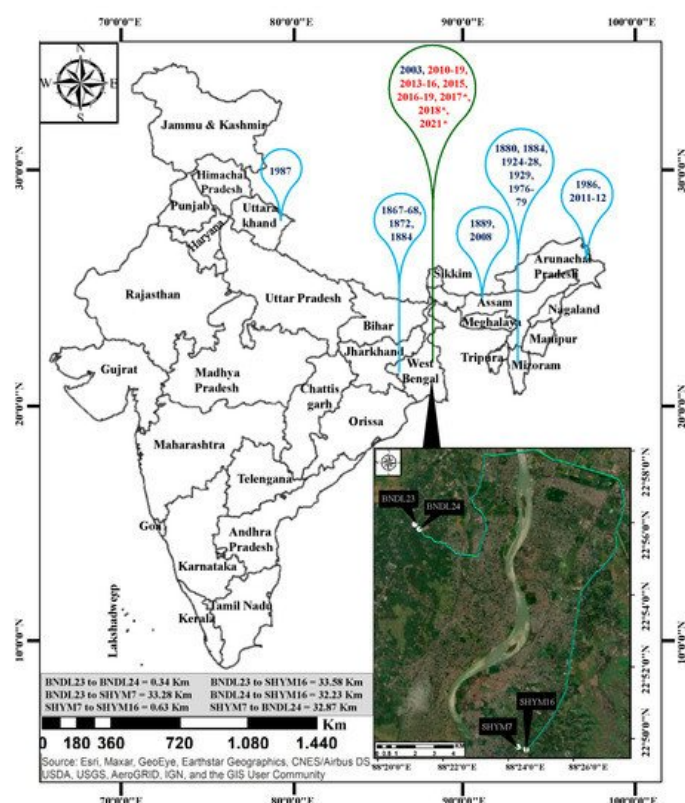 70°0'0"E 80°0'0"E 90°0'0"E 100°0'0"E
N
W E
S
30°0'0"N
20°0'0"N
10°0'0"N
30°0'0"N
20°0'0"N
2003, 2010-19,
2013-16, 2015,
2016-19, 2017*,
2018*,
2021*
1880, 1884,
1924-28,
1929,
1976-
79
1987
1867-68,
1872,
1884
1889,
2008
1986,
2011-12
Jammu & Kashmir
Himachal
Pradesh
Punjab
Uttara
khand
Haryana
Rajasthan
Uttar Pradesh
Sikkim
Arunachal
Pradesh
Assam
Nagaland
Meghalaya
Manipur
Bihar
Jharkhand
Tripura
Mizoram
West
Bengal
Gujrat
Madhya
Pradesh
Chattis
garh
Orissa
Maharashtra
Telengana
Goa
Andhra
Pradesh
Karnataka
Tamil Nadu
Kerala
Lakshadweep
BNDL23
BNDL24
SHYM7
SHYM16
22°58'0"N
22°56'0"N
22°54'0"N
22°52'0"N
22°50'0"N
88°20'0"E 88°22'0"E 88°24'0"E 88°26'0"E
BNDL23 to BNDL24 = 0.34 Km BNDL23 to SHYM16 = 33.58 Km
BNDL23 to SHYM7 = 33.28 Km BNDL24 to SHYM16 = 32.23 Km
SHYM7 to SHYM16 = 0.63 Km SHYM7 to BNDL24 = 32.87 Km
Km
0 180 360 720 1.080 1.440
Source: Esri, Maxar, GeoEye, Earthstar Geographics, CNES/Airbus DS
USDA, USGS, AeroGRID, IGN, and the GIS User Community
70°0'0"E 80°0'0"E 90°0'0"E 100°0'0"E